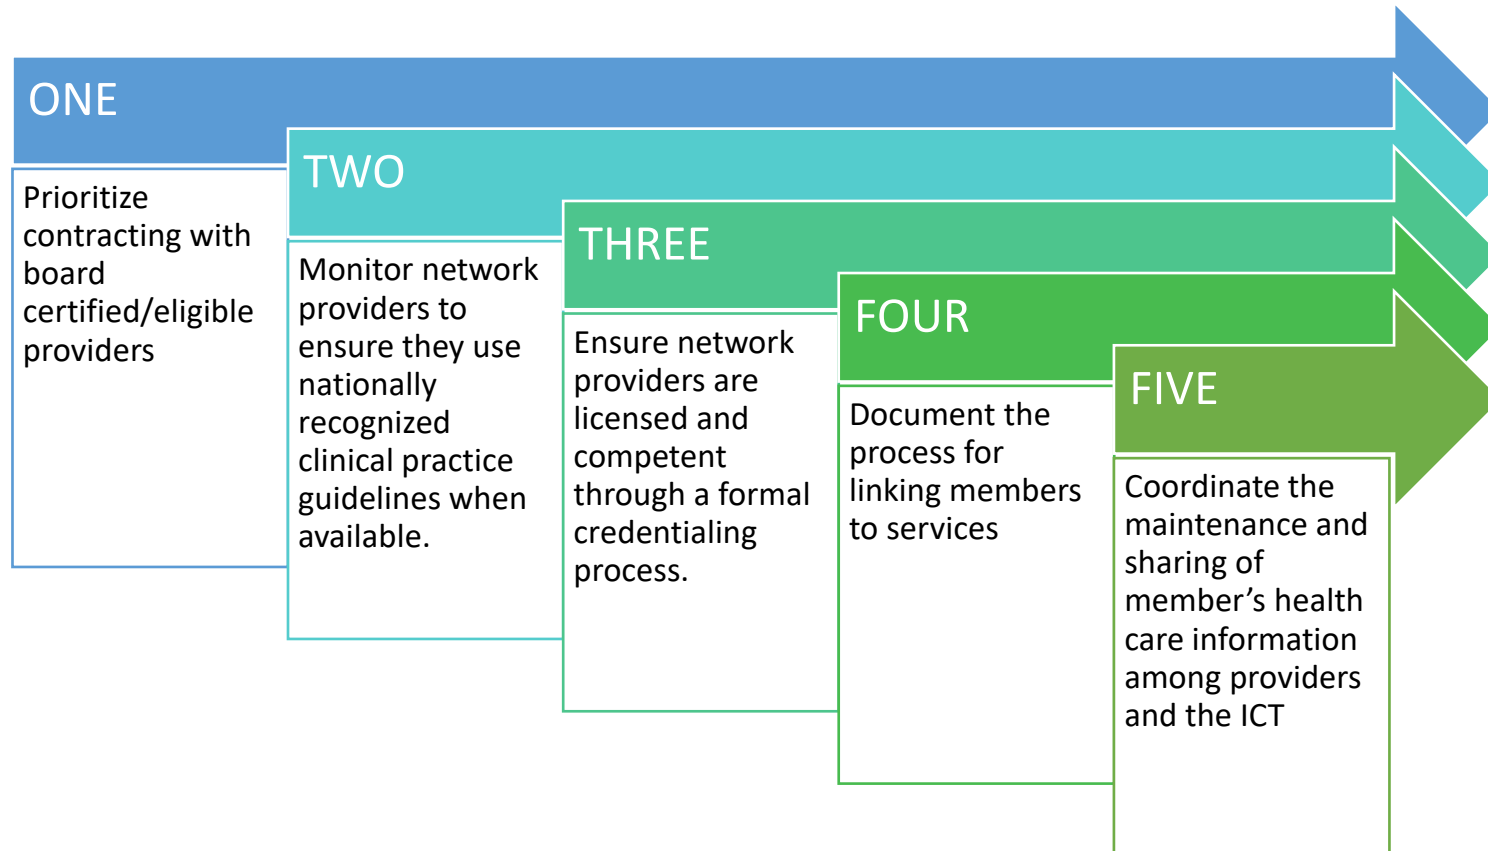 ONE
Prioritize
contracting with
board
certified/eligible
providers
TWO
Monitor network
providers to
ensure they use
nationally
recognized
clinical practice
guidelines when
available.
THREE
Ensure network
providers are
licensed and
competent
through a formal
credentialing
process.
FOUR
Document the
process for
linking members
to services
FIVE
Coordinate the
maintenance and
sharing of
member’s health
care information
among providers
and the ICT